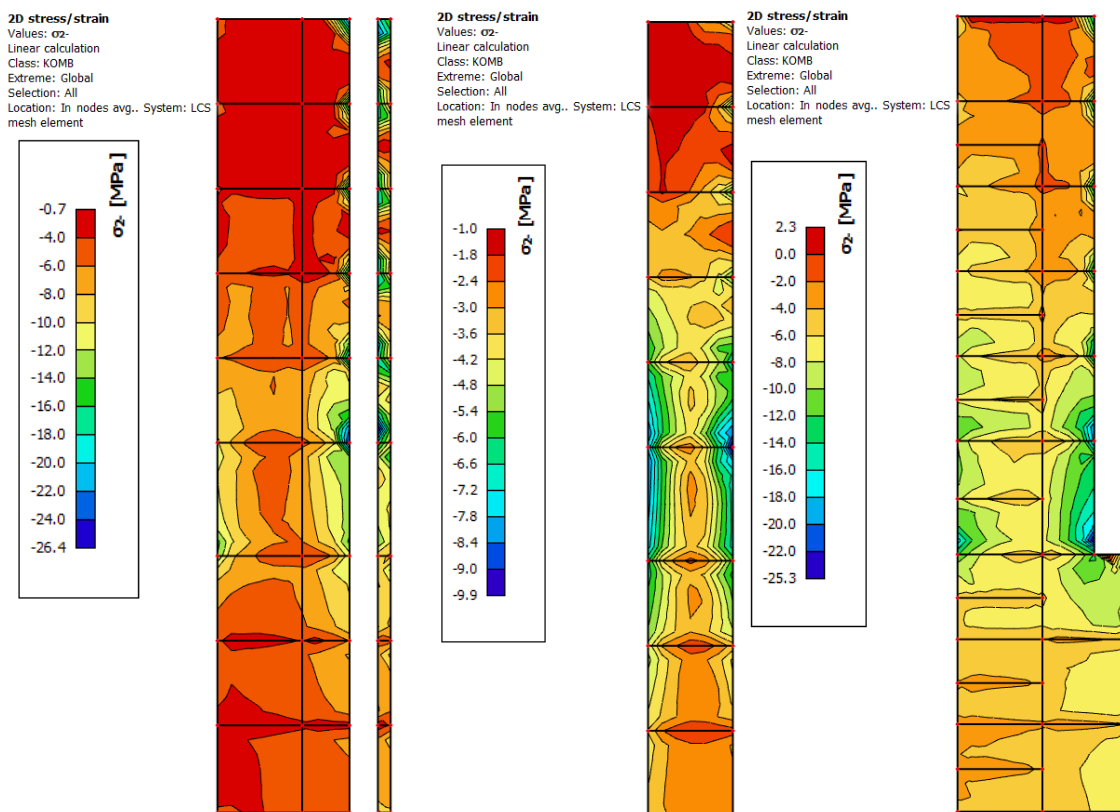 2D stress/strain
Values: σ2-
Linear calculation
Class: KOMB
Extreme: Global
Selection: All
Location: In nodes avg.. System: LCS
mesh element
σ2- [MPa]
-0.7
-4.0
-6.0
-8.0
-10.0
-12.0
-14.0
-16.0
-18.0
-20.0
-22.0
-24.0
-26.4
2D stress/strain
Values: σ2-
Linear calculation
Class: KOMB
Extreme: Global
Selection: All
Location: In nodes avg.. System: LCS
mesh element
σ2- [MPa]
-1.0
-1.8
-2.4
-3.0
-3.6
-4.2
-4.8
-5.4
-6.0
-6.6
-7.2
-7.8
-8.4
-9.0
-9.9
2D stress/strain
Values: σ2-
Linear calculation
Class: KOMB
Extreme: Global
Selection: All
Location: In nodes avg.. System: LCS
mesh element
σ2- [MPa]
2.3
0.0
-2.0
-4.0
-6.0
-8.0
-10.0
-12.0
-14.0
-16.0
-18.0
-20.0
-22.0
-25.3